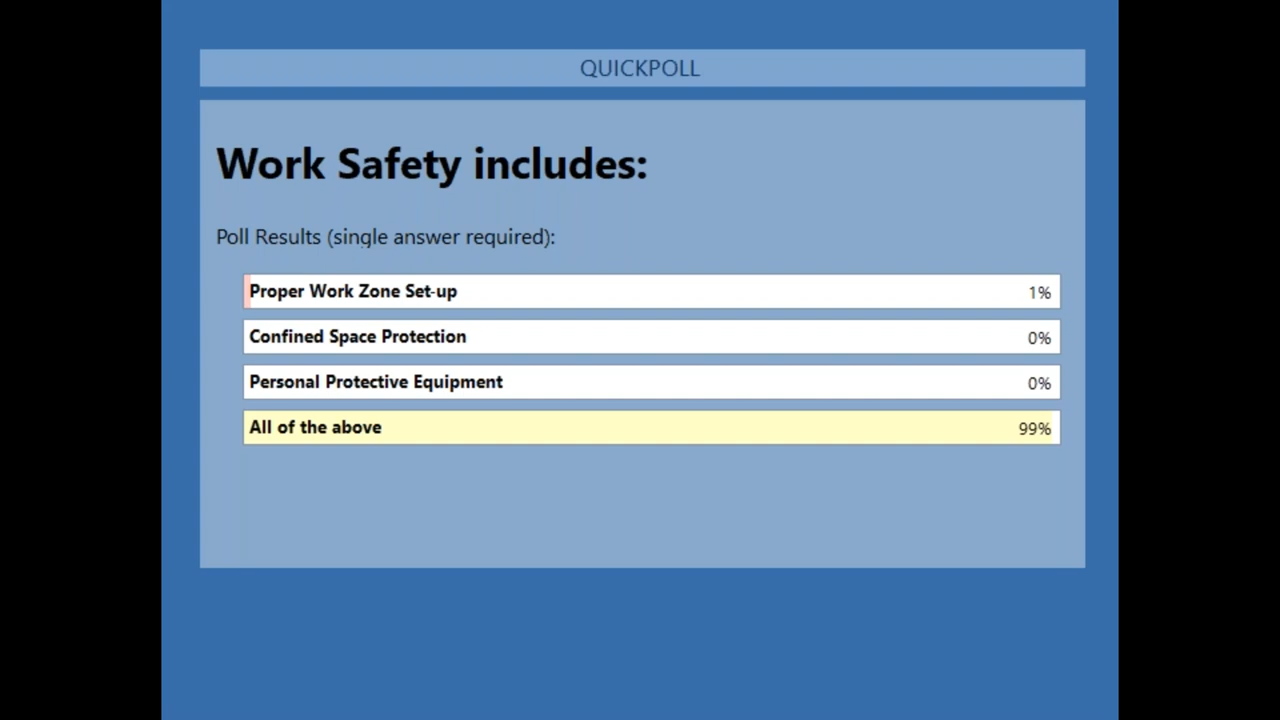 QUICKPOLL
Work Safety includes:
Poll Results (single answer required):
Proper Work Zone Set-up 1%
Confined Space Protection 0%
Personal Protective Equipment 0%
All of the above 99%